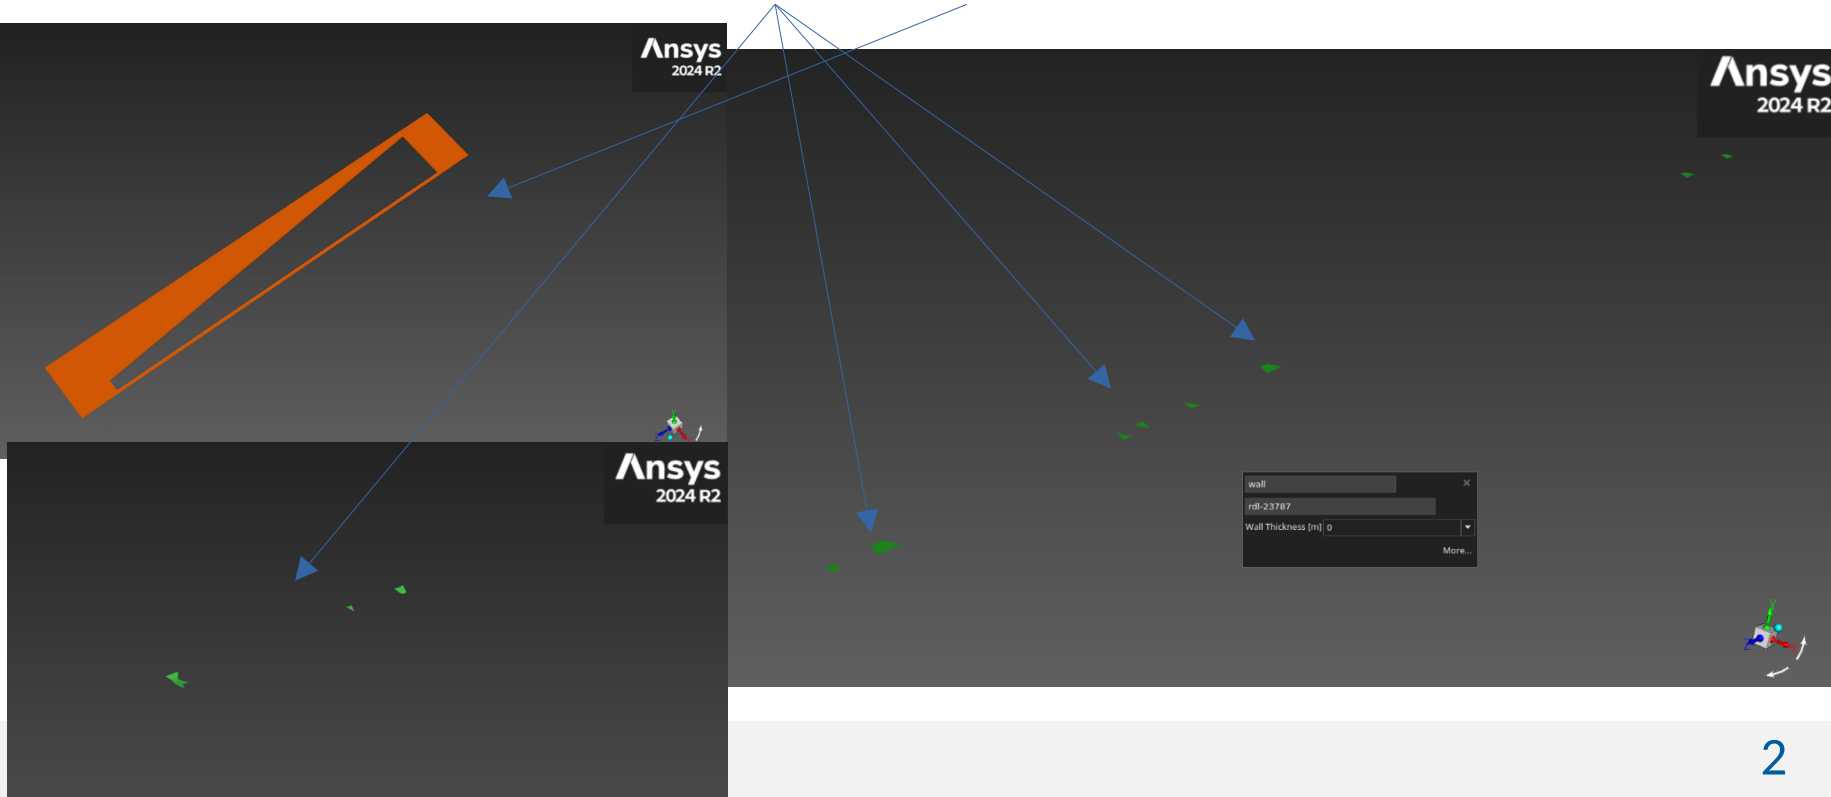 Ansys
2024 R2
Ansys
2024 R2
wall
rdl-23787
Wall Thickness [m] 0
More...
Y
Z
Ansys
2024 R2
2